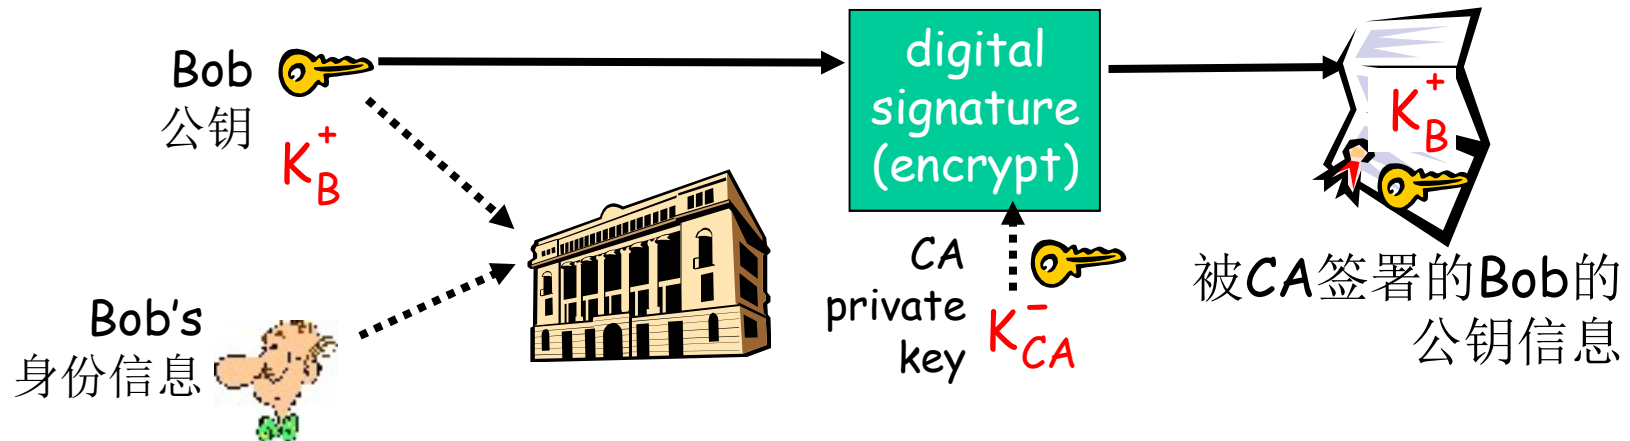 Bob
公钥
K+B
Bob's
身份信息
digital
signature
(encrypt)
CA
private
key
K-CA
K+B
被CA签署的Bob的
公钥信息